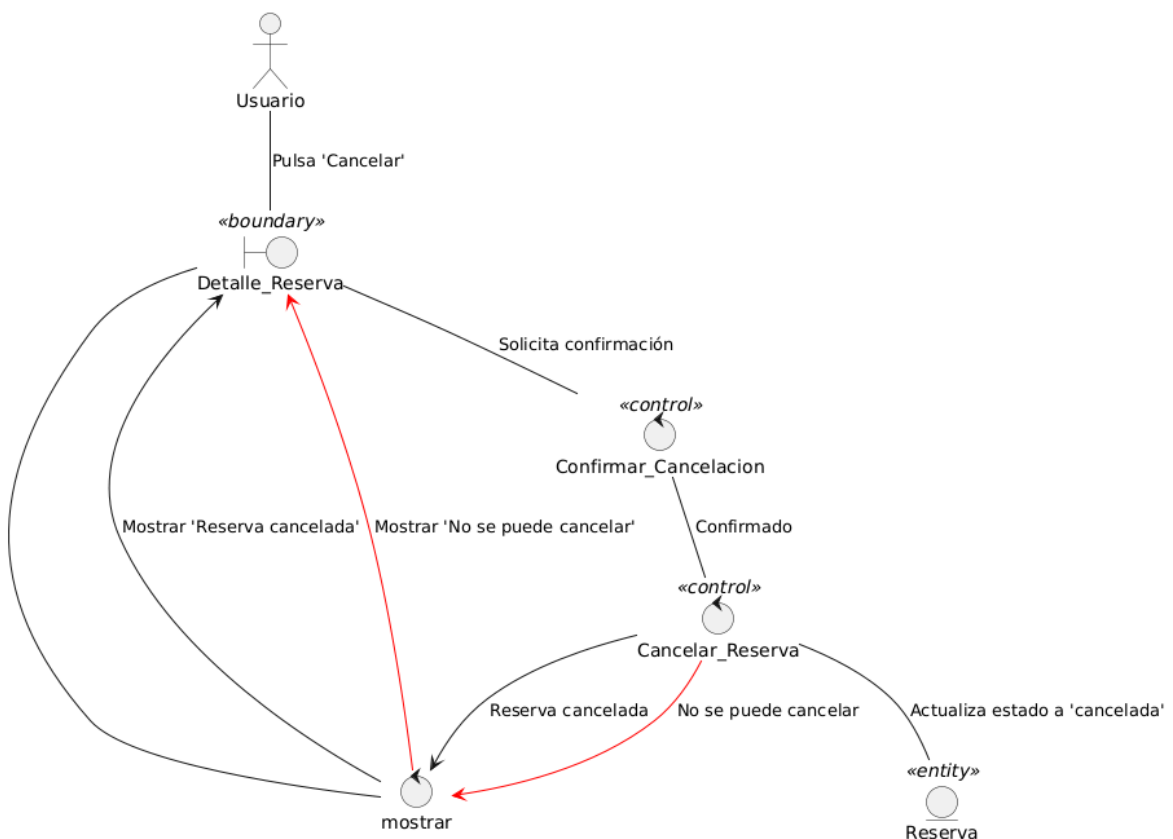 Usuario
Pulsa 'Cancelar'
«boundary»
Detalle_Reserva
Solicita confirmación
«control»
Confirmar_Cancelacion
Mostrar 'Reserva cancelada'
Mostrar 'No se puede cancelar'
Confirmado
«control»
Cancelar_Reserva
Reserva cancelada
No se puede cancelar
Actualiza estado a 'cancelada'
«entity»
mostrar
Reserva